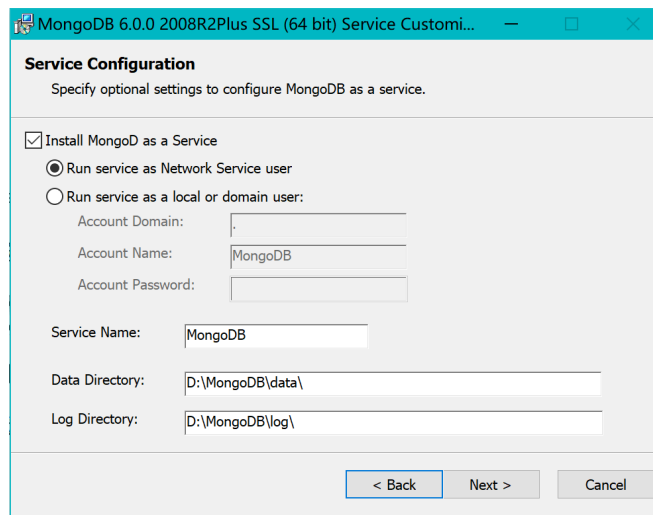 MongoDB 6.0.0 2008R2Plus SSL (64 bit) Service Customi...
Service Configuration
Specify optional settings to configure MongoDB as a service.
Install MongoD as a Service
Run service as Network Service user
Run service as a local or domain user:
Account Domain: .
Account Name: MongoDB
Account Password:
Service Name: MongoDB
Data Directory: D:\MongoDB\data\
Log Directory: D:\MongoDB\log\
< Back Next > Cancel